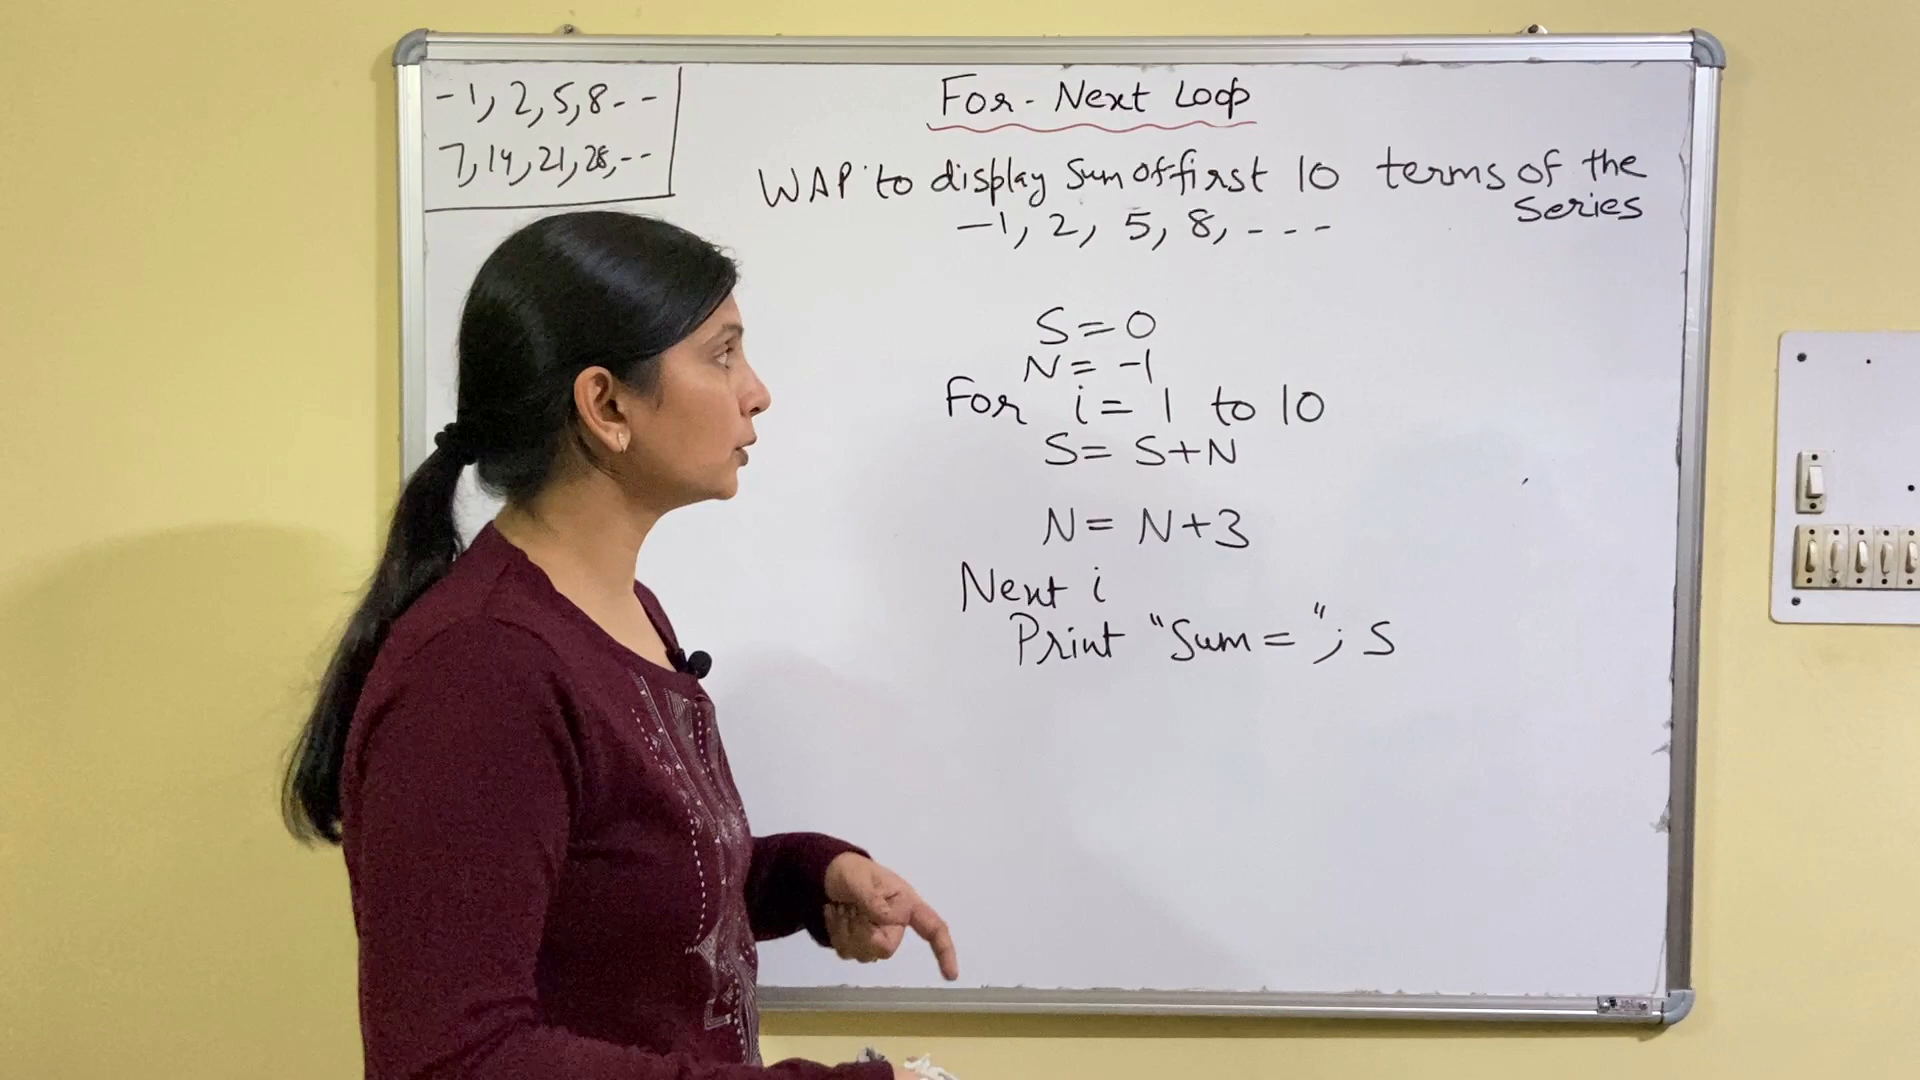 -1, 2, 5, 8 - -
7, 14, 21, 28, - -
For - Next Loop
WAP to display Sum of first 10 terms of the
Series
-1, 2, 5, 8, - - -
S = 0
N = -1
For i = 1 to 10
S = S+N
N = N+3
Next i
Print "Sum = "; S